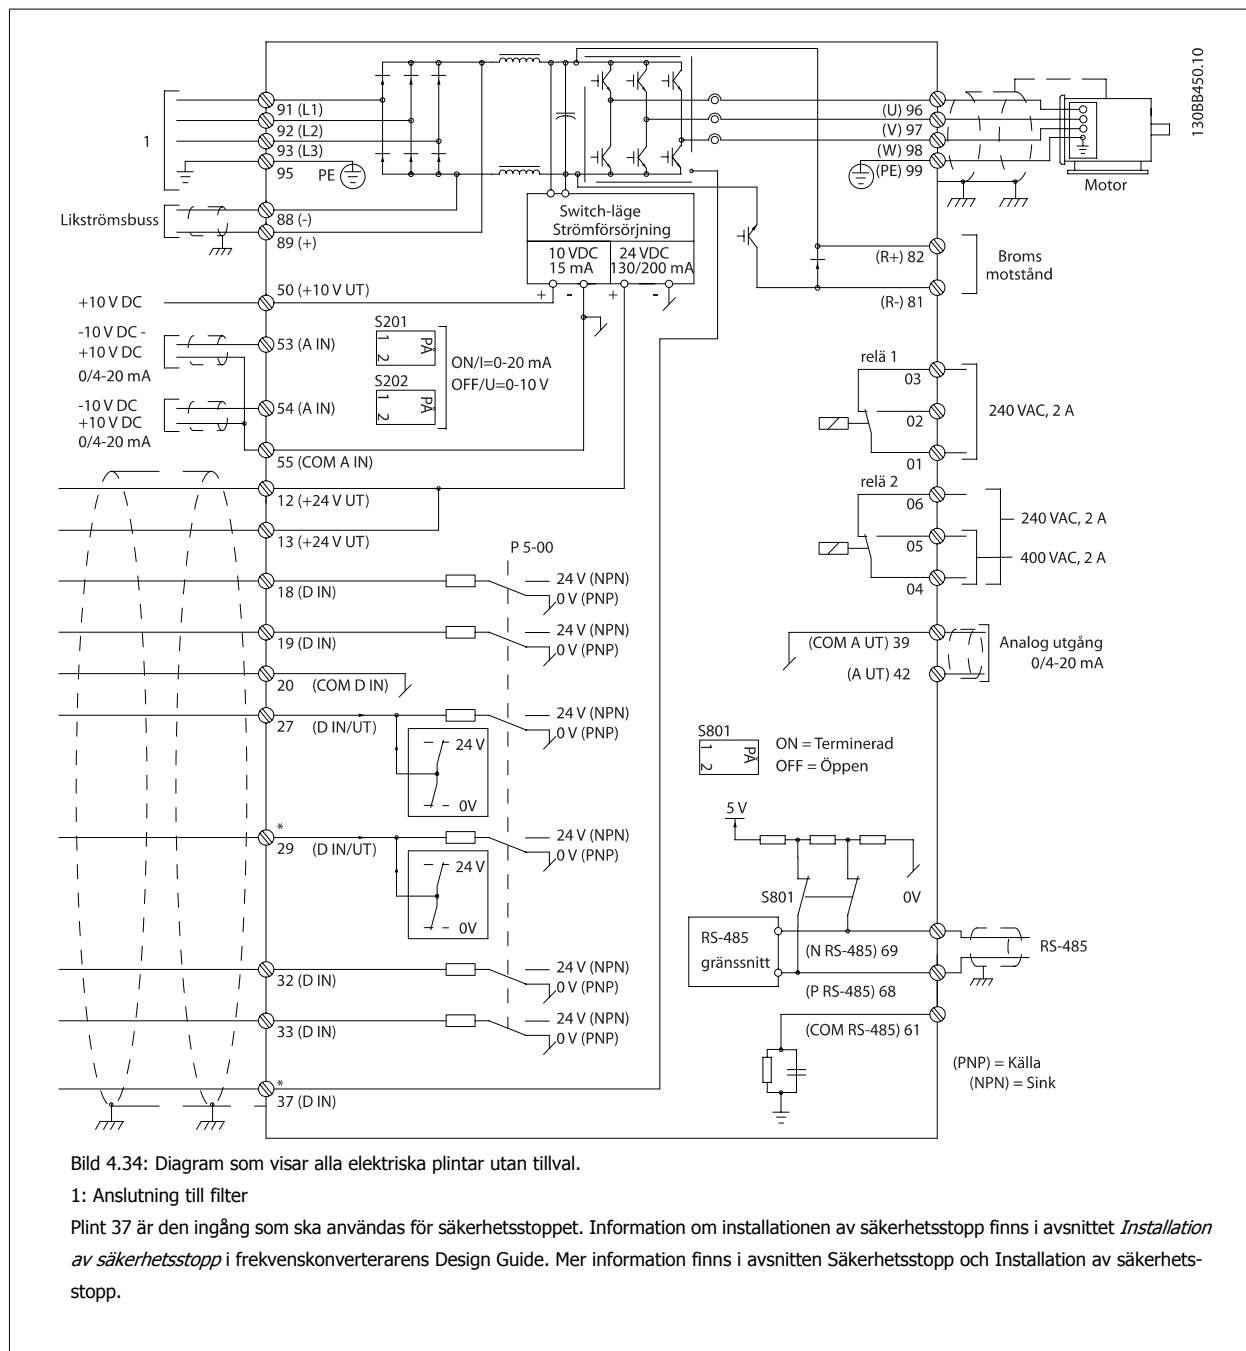 130BB450.10
1
91 (L1)
92 (L2)
93 (L3)
95
PE
(U) 96
(V) 97
(W) 98
(PE) 99
Motor
Likströmsbuss
88 (-)
89 (+)
Switch-läge
Strömförsörjning
10 VDC
15 mA
24 VDC
130/200 mA
+ - + -
(R+) 82
(R-) 81
Broms
motstånd
+10 V DC
50 (+10 V UT)
-10 V DC -
+10 V DC
0/4-20 mA
53 (A IN)
-10 V DC
+10 V DC
0/4-20 mA
54 (A IN)
55 (COM A IN)
S201
1
2
PÅ
S202
1
2
PÅ
ON/I=0-20 mA
OFF/U=0-10 V
relä 1
03
02
01
240 VAC, 2 A
relä 2
06
05
04
240 VAC, 2 A
400 VAC, 2 A
12 (+24 V UT)
13 (+24 V UT)
P 5-00
18 (D IN)
24 V (NPN)
0 V (PNP)
19 (D IN)
24 V (NPN)
0 V (PNP)
20 (COM D IN)
27 (D IN/UT)
24 V (NPN)
0 V (PNP)
24 V
0V
*
29 (D IN/UT)
24 V (NPN)
0 V (PNP)
24 V
0V
32 (D IN)
24 V (NPN)
0 V (PNP)
33 (D IN)
24 V (NPN)
0 V (PNP)
*
37 (D IN)
(COM A UT) 39
(A UT) 42
Analog utgång
0/4-20 mA
S801
1
2
PÅ
ON = Terminerad
OFF = Öppen
5 V
S801
0V
RS-485
gränssnitt
(N RS-485) 69
(P RS-485) 68
(COM RS-485) 61
RS-485
(PNP) = Källa
(NPN) = Sink
Bild 4.34: Diagram som visar alla elektriska plintar utan tillval.
1: Anslutning till filter
Plint 37 är den ingång som ska användas för säkerhetsstoppet. Information om installationen av säkerhetsstopp finns i avsnittet Installation
av säkerhetsstopp i frekvenskonverterarens Design Guide. Mer information finns i avsnitten Säkerhetsstopp och Installation av säkerhets-
stopp.